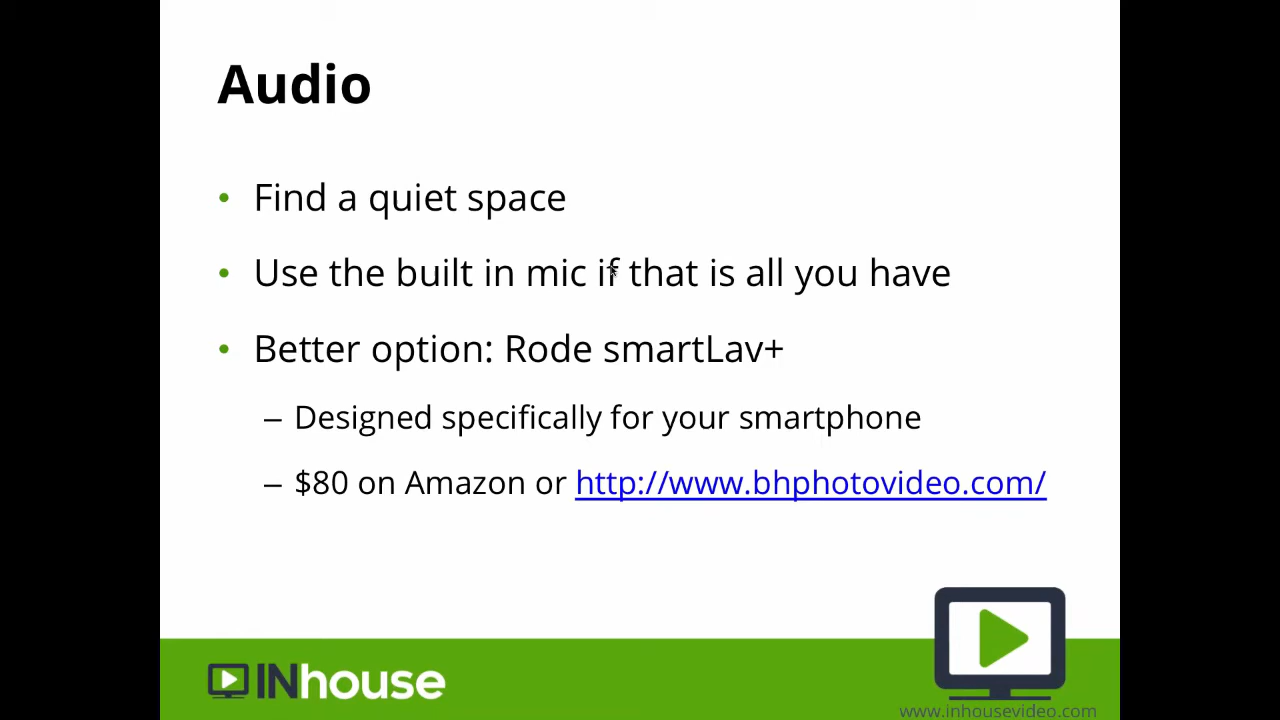 Audio
• Find a quiet space
• Use the built in mic if that is all you have
• Better option: Rode smartLav+
– Designed specifically for your smartphone
– $80 on Amazon or http://www.bhphotovideo.com/
INhouse
www.inhousevideo.com